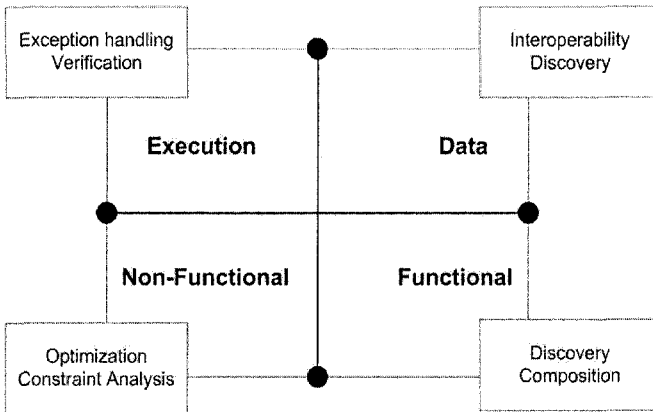 Exception handling
Verification
Interoperability
Discovery
Execution
Data
Non-Functional
Functional
Optimization
Constraint Analysis
Discovery
Composition